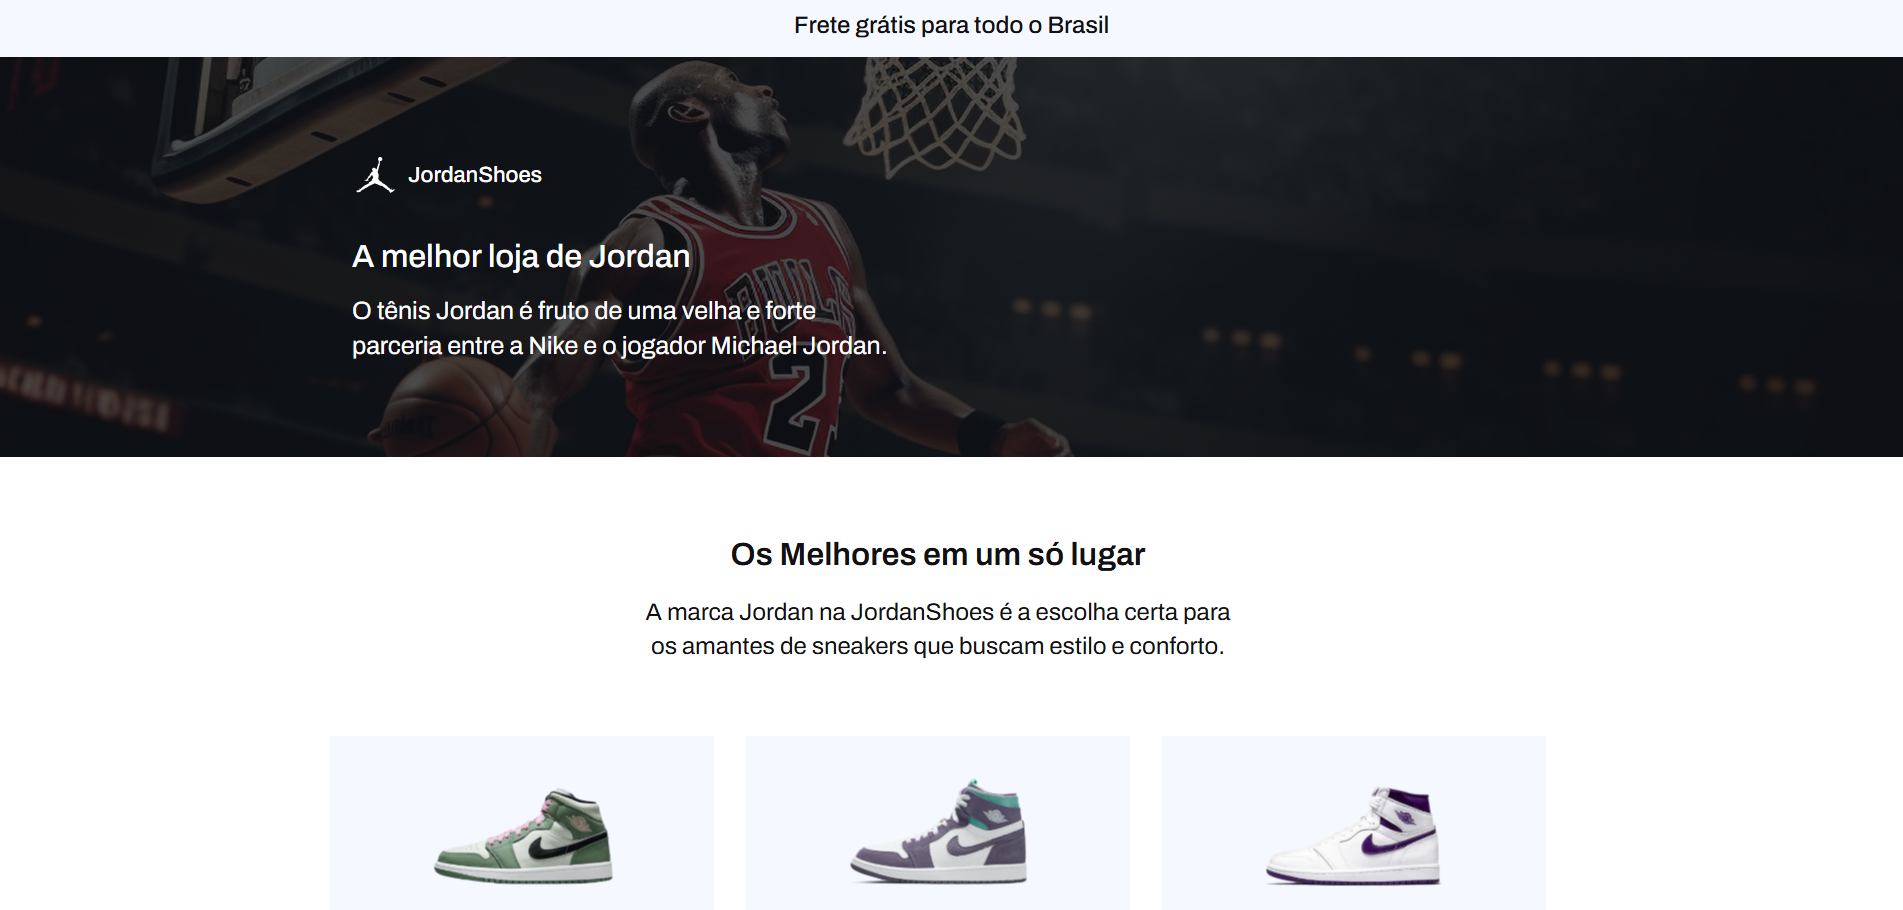 Frete grátis para todo o Brasil
JordanShoes
A melhor loja de Jordan
O tênis Jordan é fruto de uma velha e forte
parceria entre a Nike e o jogador Michael Jordan.
BULLS
2
Os Melhores em um só lugar
A marca Jordan na JordanShoes é a escolha certa para
os amantes de sneakers que buscam estilo e conforto.